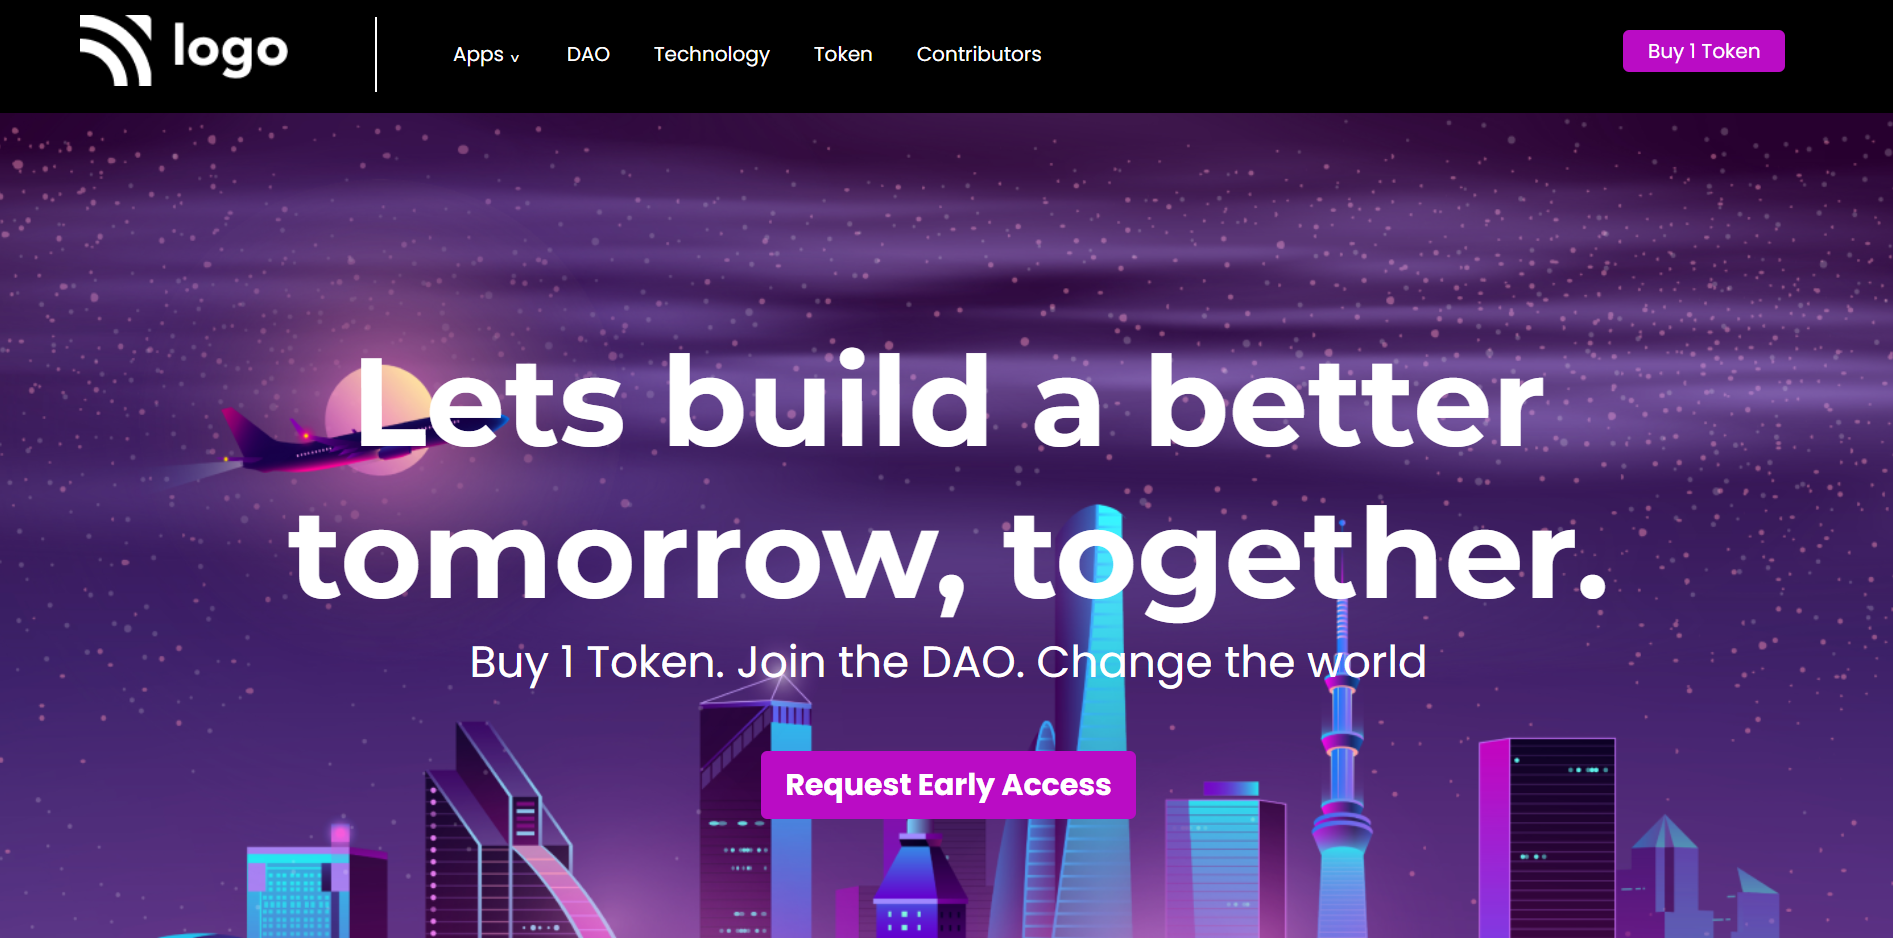 logo
Apps v DAO Technology Token Contributors
Buy 1 Token
Lets build a better
tomorrow, together.
Buy 1 Token. Join the DAO. Change the world
Request Early Access